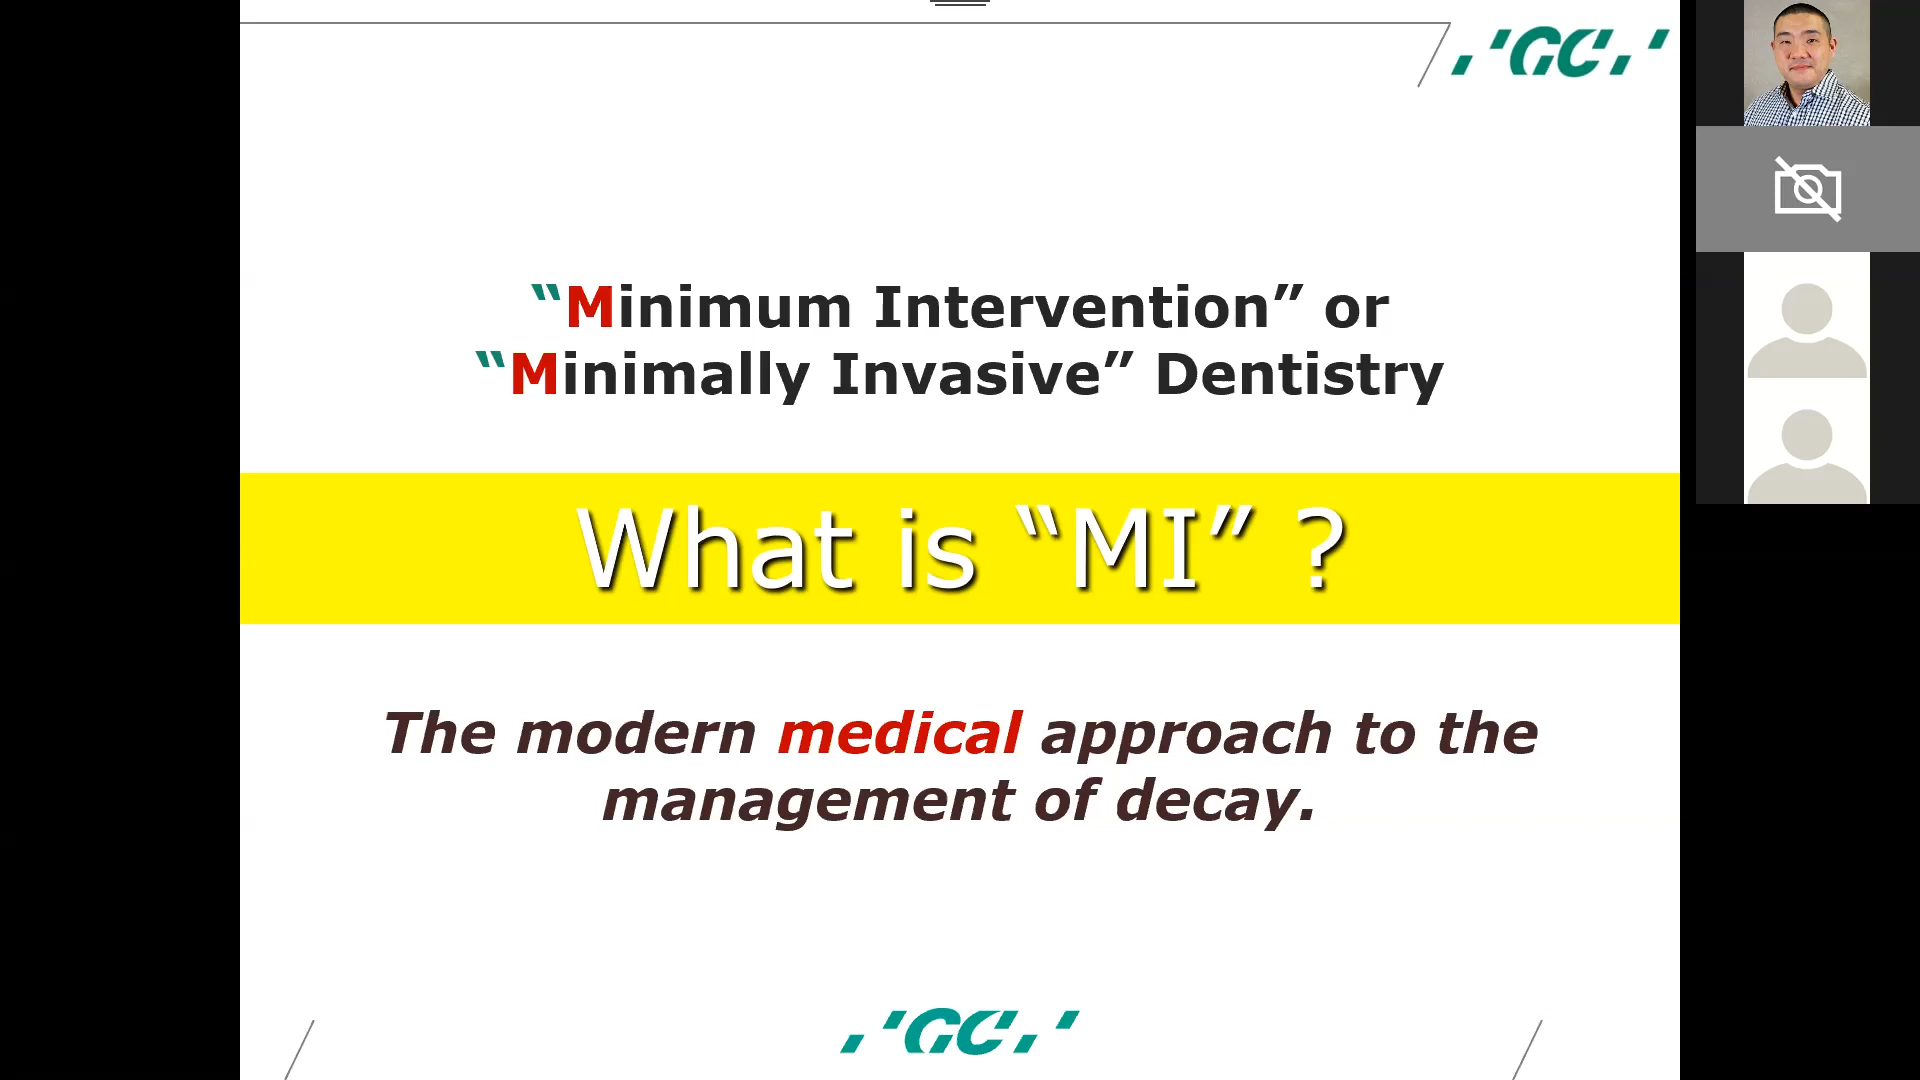 GC
“Minimum Intervention” or
“Minimally Invasive” Dentistry
What is “MI” ?
The modern medical approach to the
management of decay.
GC